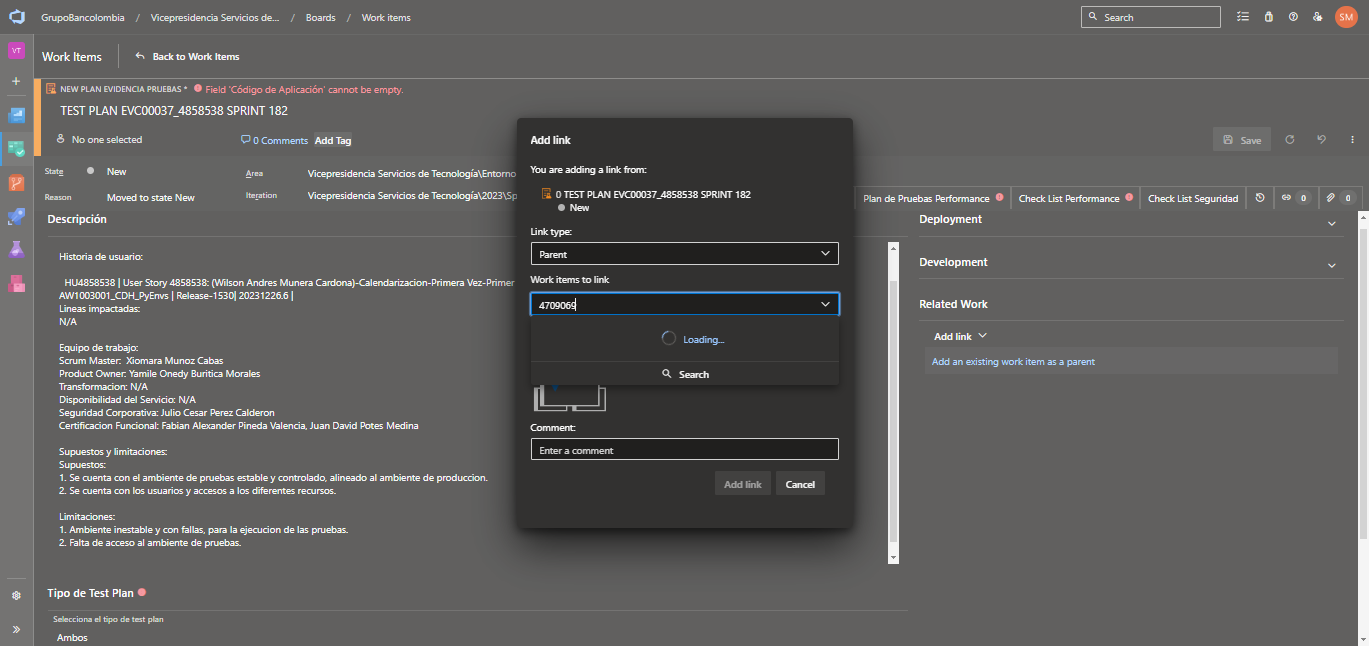 GrupoBancolombia / Vicepresidencia Servicios de... / Boards / Work items
Search
SM
VT
Work Items
Back to Work Items
NEW PLAN EVIDENCIA PRUEBAS * Field 'Código de Aplicación' cannot be empty.
TEST PLAN EVC00037_4858538 SPRINT 182
No one selected
0 Comments
Add Tag
Save
State
New
Area
Vicepresidencia Servicios de Tecnología\Entorno
Reason
Moved to state New
Iteration
Vicepresidencia Servicios de Tecnología\2023\Sp
Plan de Pruebas Performance
Check List Performance
Check List Seguridad
0
0
Descripción
Historia de usuario:
HU4858538 | User Story 4858538: (Wilson Andres Munera Cardona)-Calendarizacion-Primera Vez-Primer
AW1003001_CDH_PyEnvs | Release-1530| 20231226.6 |
Lineas impactadas:
N/A
Equipo de trabajo:
Scrum Master: Xiomara Munoz Cabas
Product Owner: Yamile Onedy Buritica Morales
Transformacion: N/A
Disponibilidad del Servicio: N/A
Seguridad Corporativa: Julio Cesar Perez Calderon
Certificacion Funcional: Fabian Alexander Pineda Valencia, Juan David Potes Medina
Supuestos y limitaciones:
Supuestos:
1. Se cuenta con el ambiente de pruebas estable y controlado, alineado al ambiente de produccion.
2. Se cuenta con los usuarios y accesos a los diferentes recursos.
Limitaciones:
1. Ambiente inestable y con fallas, para la ejecucion de las pruebas.
2. Falta de acceso al ambiente de pruebas.
Tipo de Test Plan
Selecciona el tipo de test plan
Ambos
Add link
You are adding a link from:
0 TEST PLAN EVC00037_4858538 SPRINT 182
New
Link type:
Parent
Work items to link
4709069
Loading...
Search
Comment:
Enter a comment
Add link
Cancel
Deployment
Development
Related Work
Add link
Add an existing work item as a parent